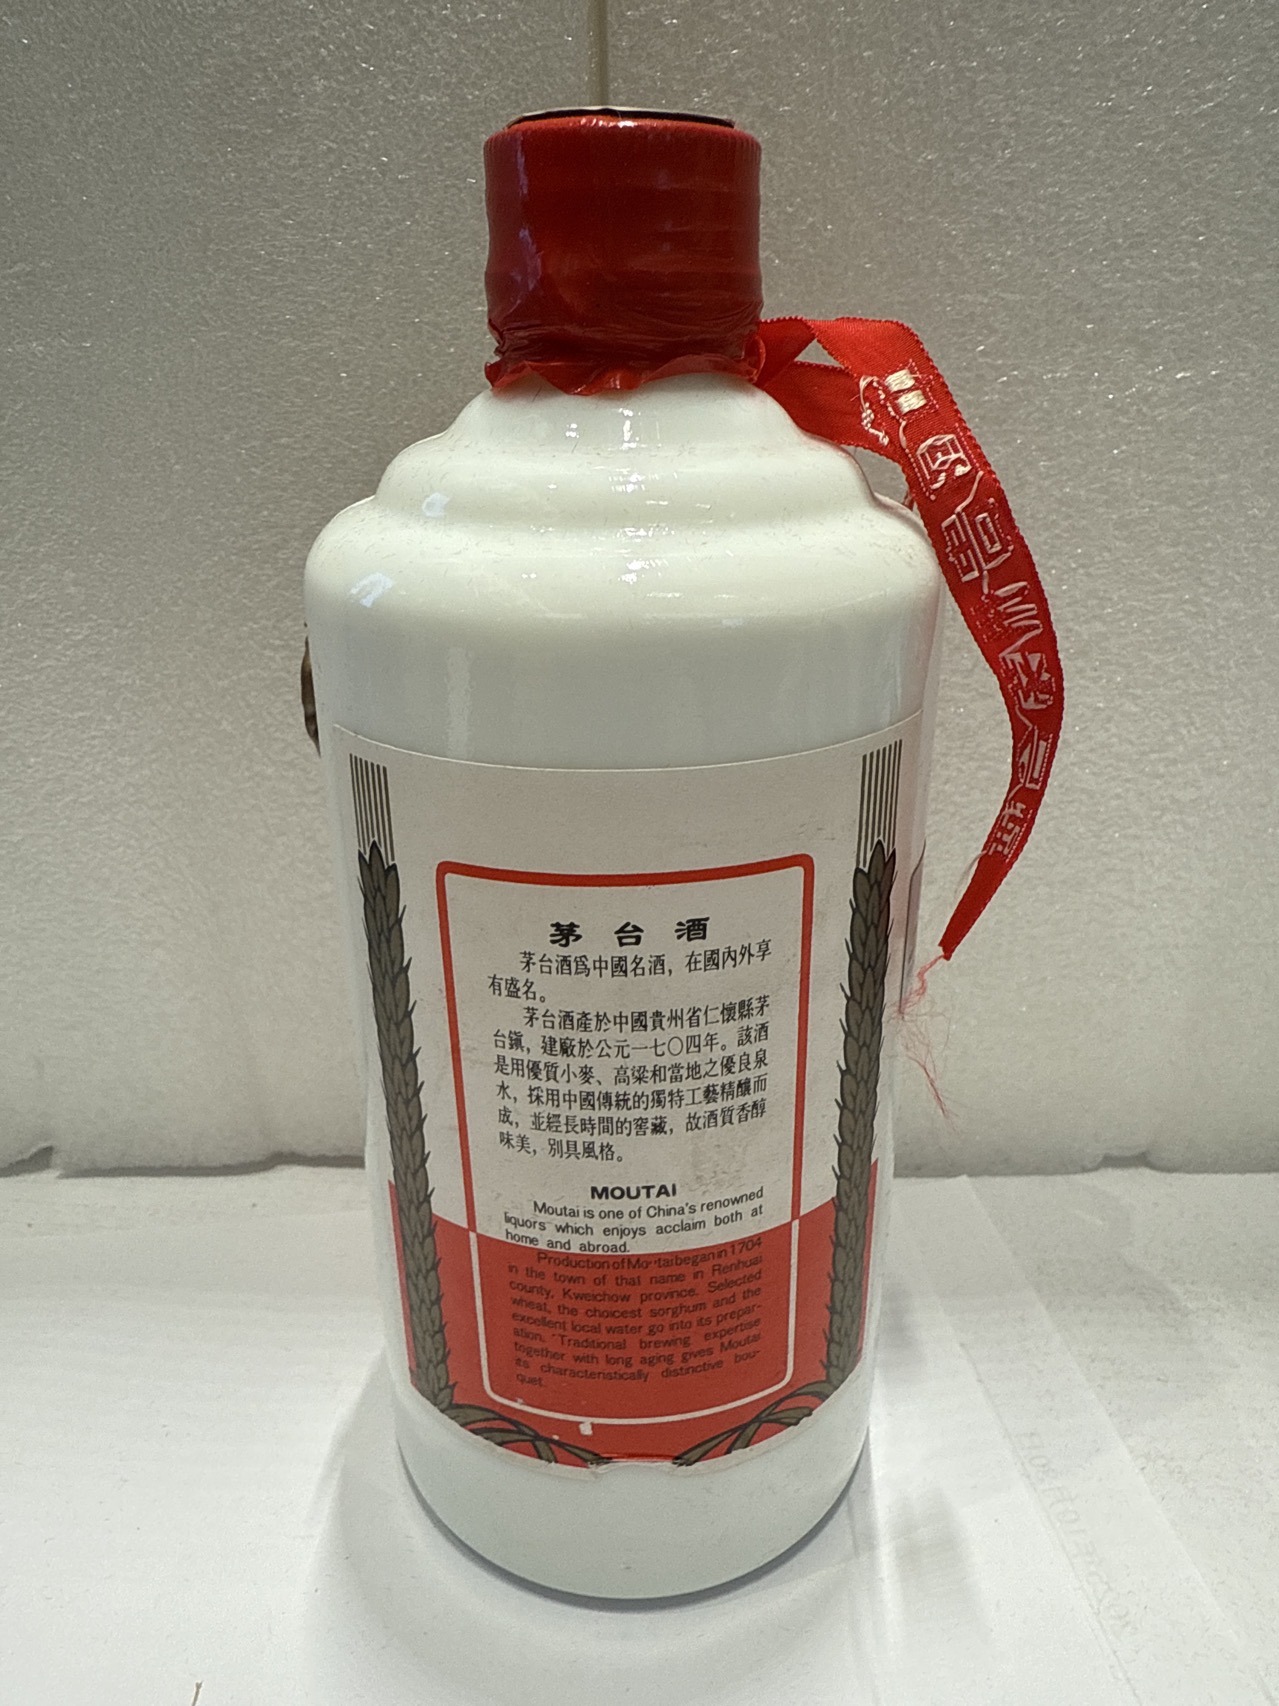 茅台酒
茅台酒爲中國名酒，在國內外享
有盛名。
茅台酒產於中國貴州省仁懷縣茅
台鎭，建廠於公元一七〇四年。該酒
是用優質小麥、高粱和當地之優良泉
水，採用中國傳統的獨特工藝精釀而
成，並經長時間的窖藏，故酒質香醇
味美，別具風格。
MOUTAI
Moutai is one of China's renowned
liquors which enjoys acclaim both at
home and abroad.
Production of Moutai began in 1704
in the town of that name in Renhuai
county, Kweichow province. Selected
wheat, the choicest sorghum and the
excellent local water go into its prepar-
ation. Traditional brewing expertise
together with long aging gives Moutai
its characteristically distinctive bou-
quet.